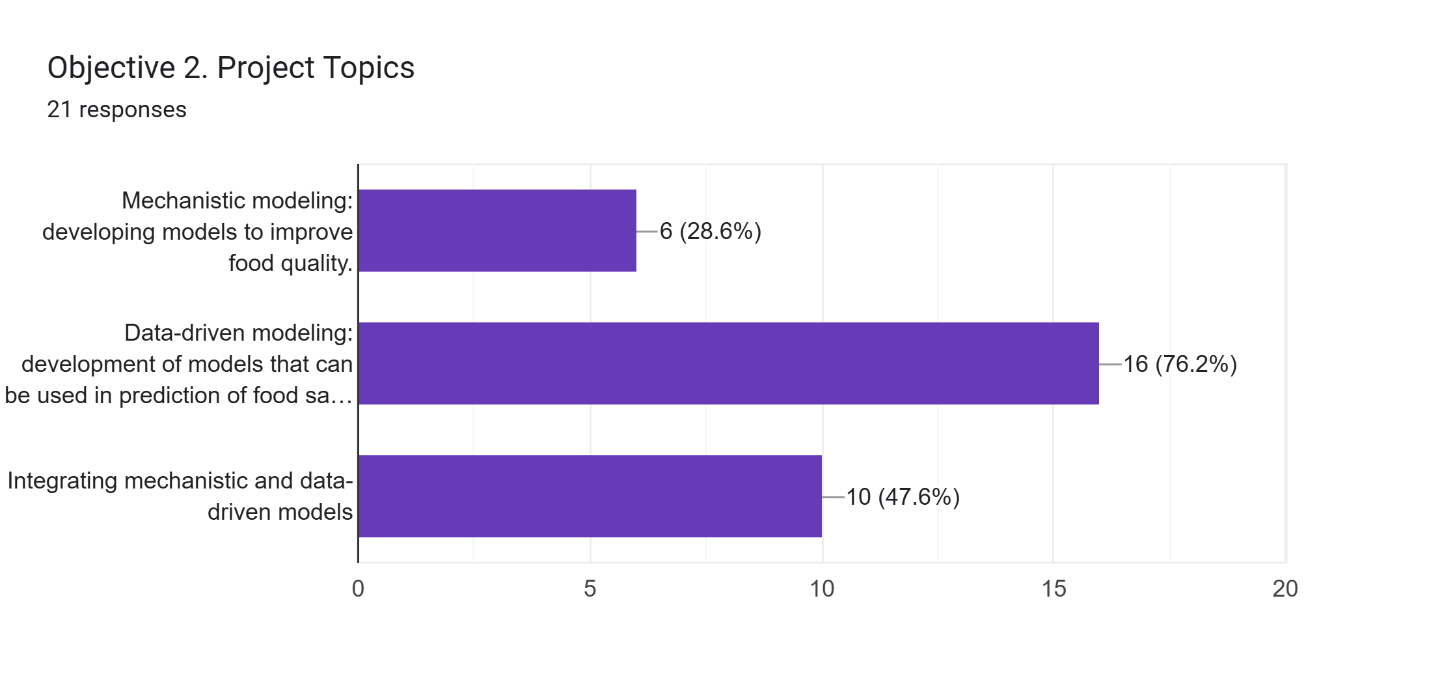 Objective 2. Project Topics
21 responses
Mechanistic modeling:
developing models to improve
food quality.
6 (28.6%)
Data-driven modeling:
development of models that can
be used in prediction of food sa…
16 (76.2%)
Integrating mechanistic and data-
driven models
10 (47.6%)
0 5 10 15 20